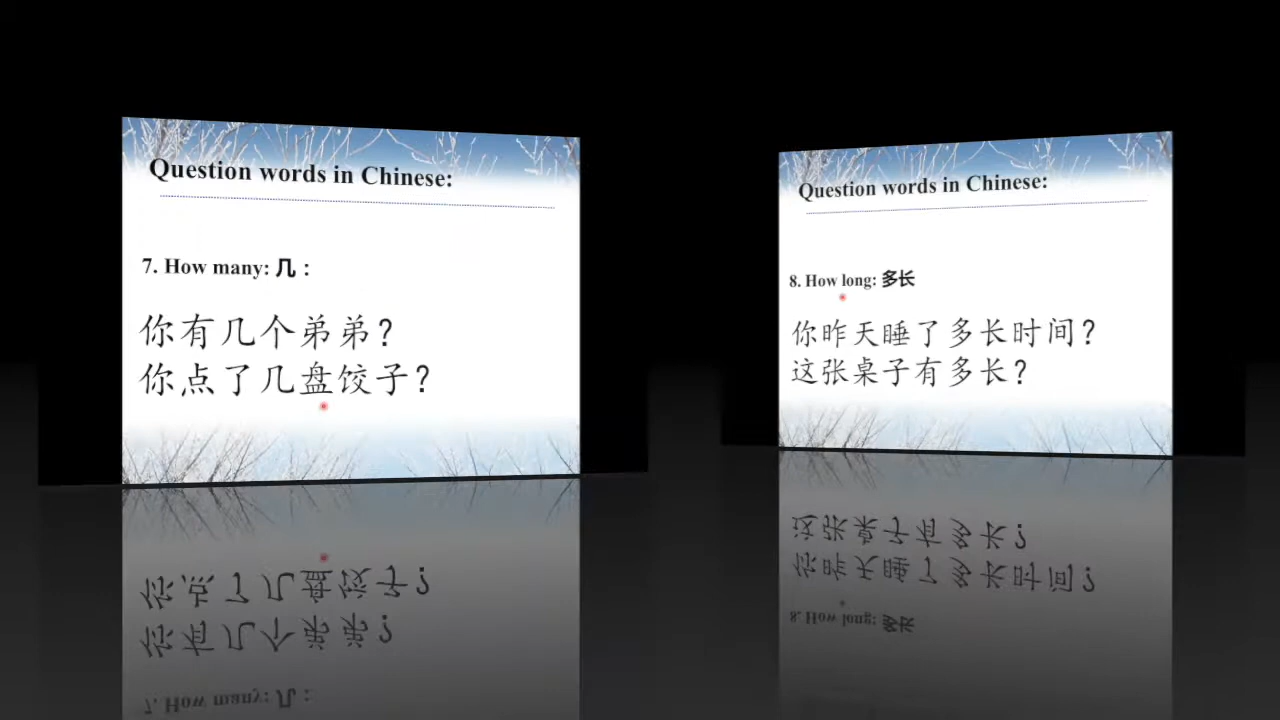 Question words in Chinese:
7. How many: 几：
你有几个弟弟？
你点了几盘饺子？
Question words in Chinese:
8. How long: 多长
你昨天睡了多长时间？
这张桌子有多长？